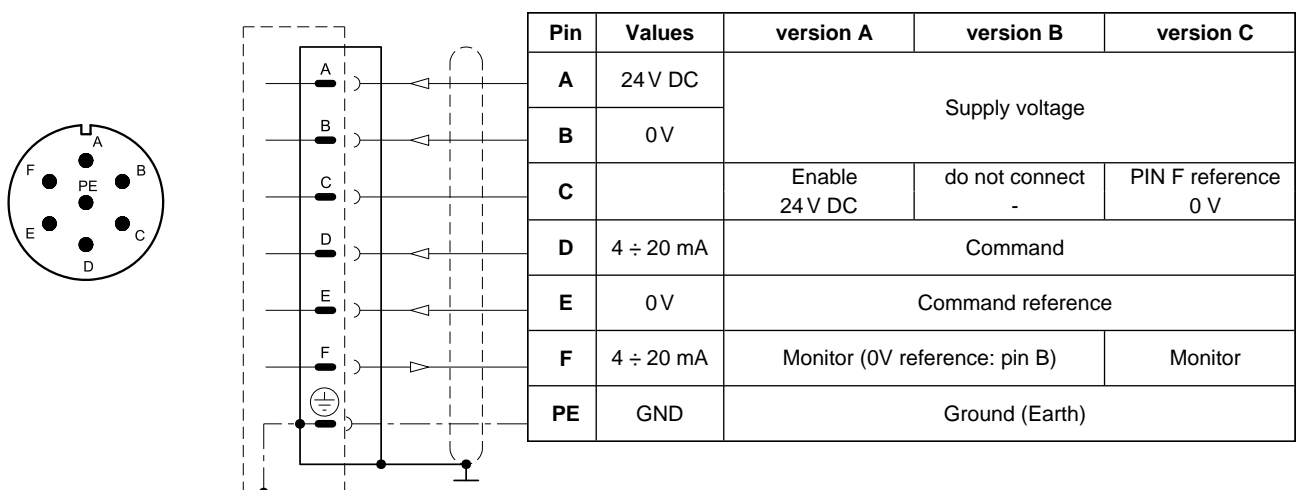 A
F
B
PE
E
C
D
A
B
C
D
E
F
Pin Values version A version B version C
A 24 V DC Supply voltage
B 0 V
C Enable 24 V DC do not connect - PIN F reference 0 V
D 4 ÷ 20 mA Command
E 0 V Command reference
F 4 ÷ 20 mA Monitor (0V reference: pin B) Monitor
PE GND Ground (Earth)